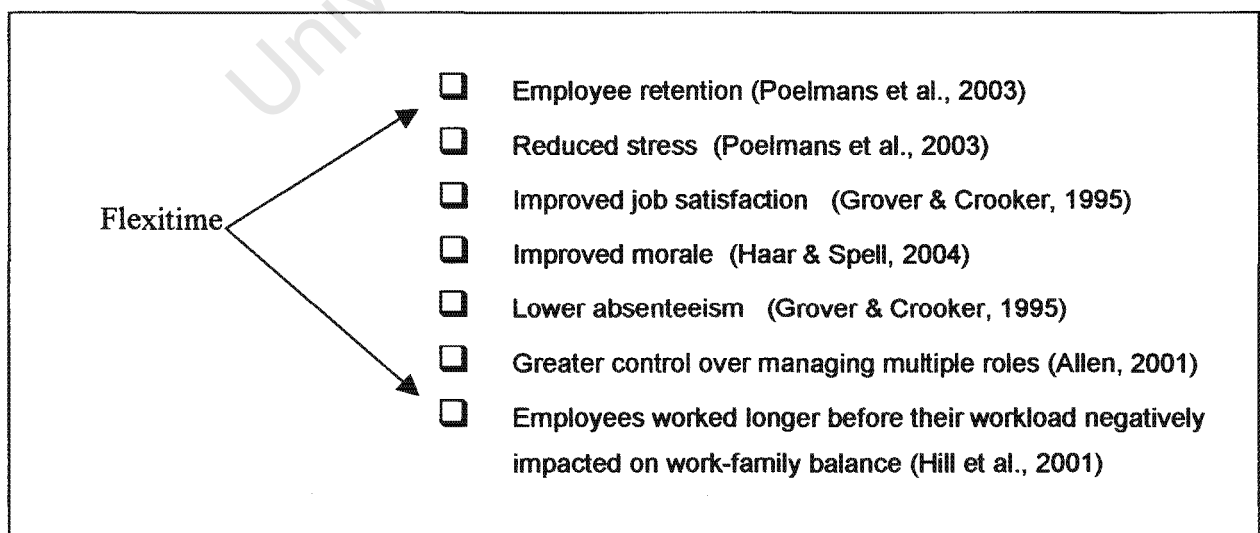 Employee retention (Poelmans et al., 2003)
Reduced stress (Poelmans et al., 2003)
Improved job satisfaction (Grover & Crooker, 1995)
Flexitime
Improved morale (Haar & Spell, 2004)
Lower absenteeism (Grover & Crooker, 1995)
Greater control over managing multiple roles (Allen, 2001)
Employees worked longer before their workload negatively
impacted on work-family balance (Hill et al., 2001)